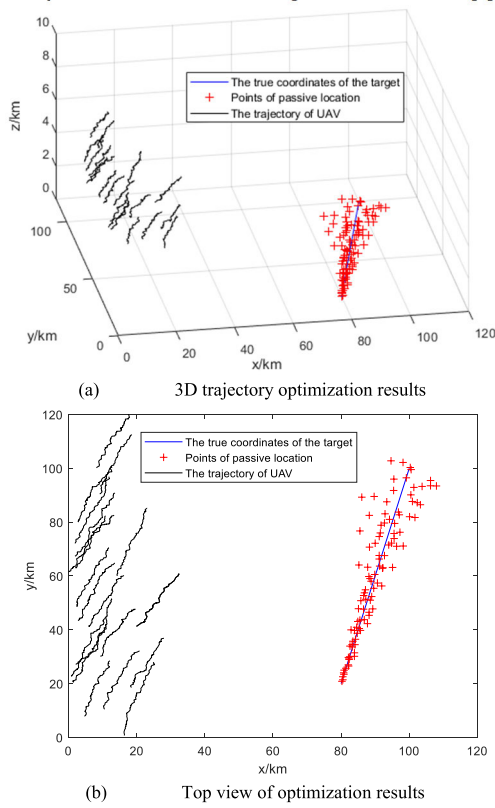 10
8
6
4
2
0
z/km
The true coordinates of the target
Points of passive location
The trajectory of UAV
100
50
0
y/km
0
20
40
60
80
100
120
x/km
(a) 3D trajectory optimization results
120
100
80
60
40
20
0
y/km
The true coordinates of the target
Points of passive location
The trajectory of UAV
0
20
40
60
80
100
120
x/km
(b) Top view of optimization results